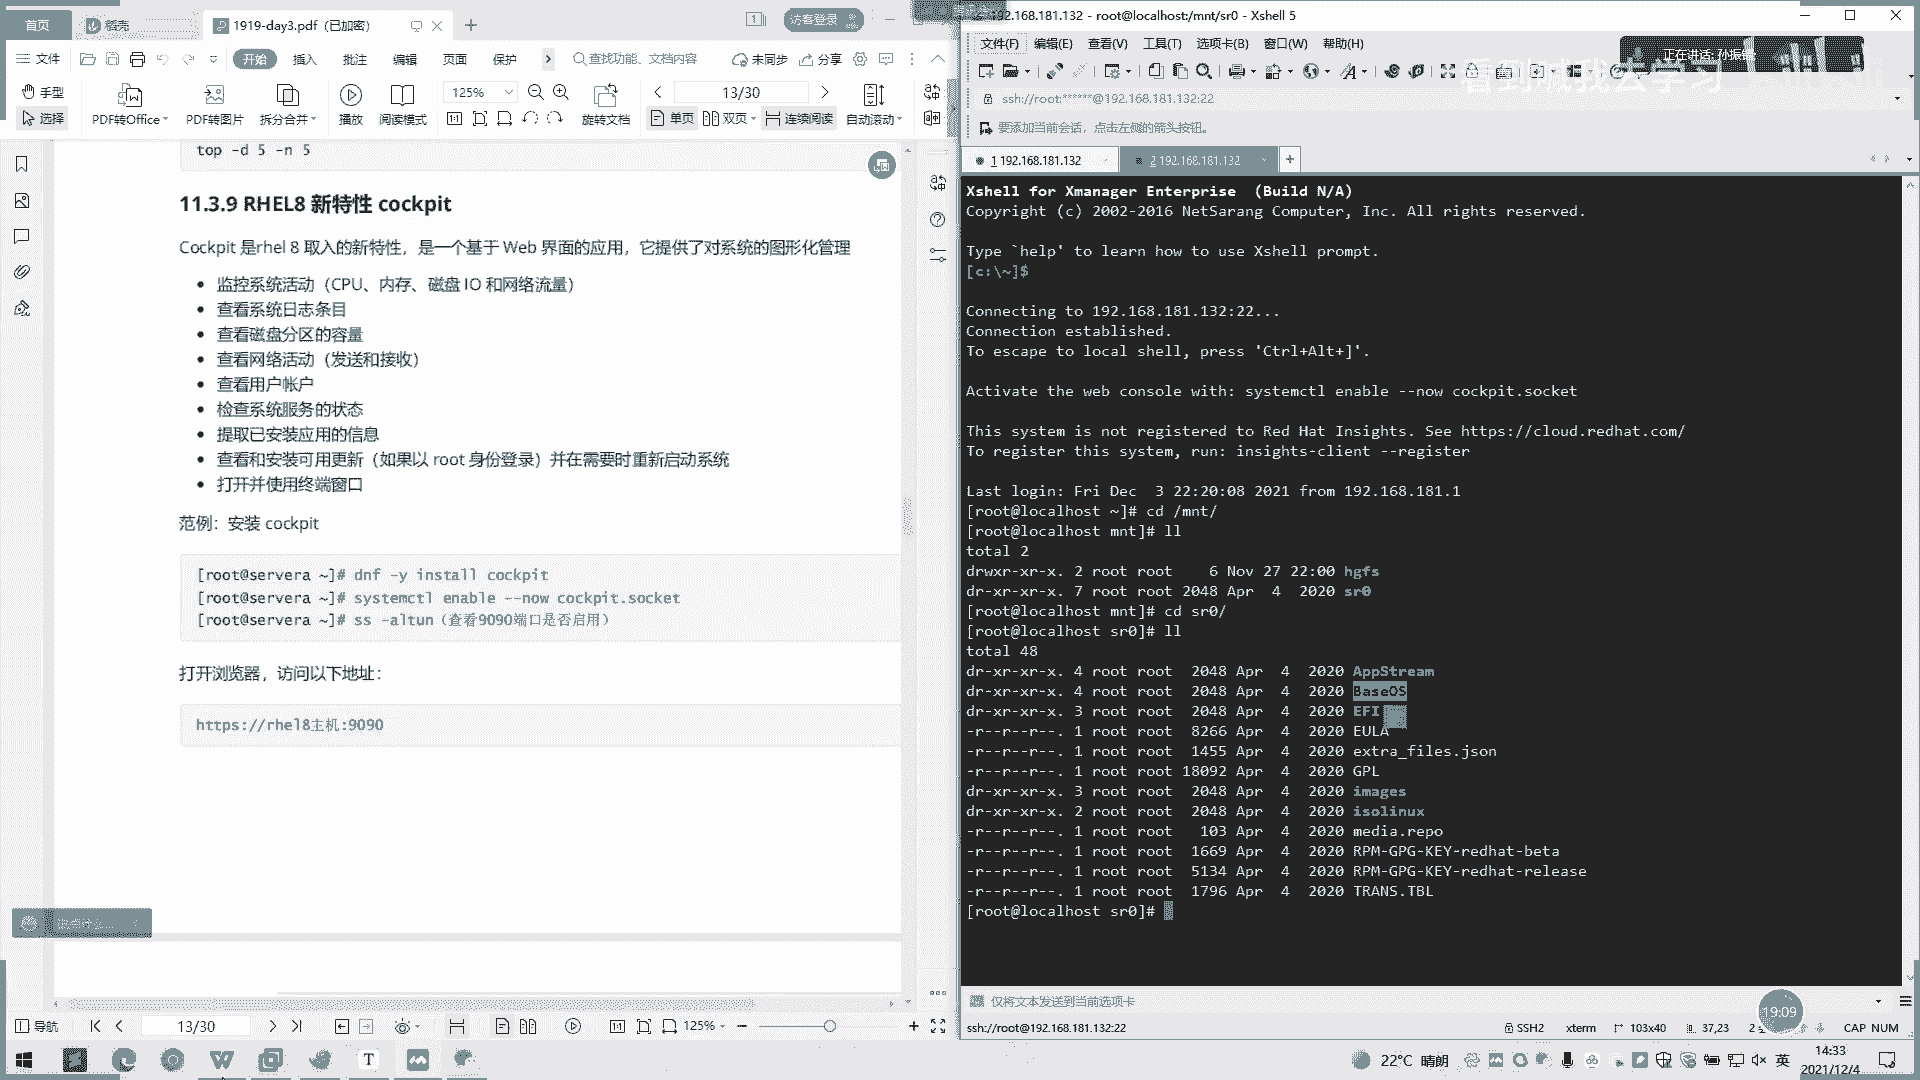 首页
稻壳
1919-day3.pdf（已加密）
访客登录
文件
开始
插入
批注
编辑
页面
保护
查找功能、文档内容
未同步
分享
手型
选择
PDF转Office
PDF转图片
拆分合并
播放
阅读模式
125%
旋转文档
13/30
单页
双页
连续阅读
自动滚动
top -d 5 -n 5
11.3.9 RHEL8 新特性 cockpit
Cockpit 是rhel 8 取入的新特性，是一个基于 Web 界面的应用，它提供了对系统的图形化管理
监控系统活动（CPU、内存、磁盘 IO 和网络流量）
查看系统日志条目
查看磁盘分区的容量
查看网络活动（发送和接收）
查看用户帐户
检查系统服务的状态
提取已安装应用的信息
查看和安装可用更新（如果以 root 身份登录）并在需要时重新启动系统
打开并使用终端窗口
范例：安装 cockpit
[root@servera ~]# dnf -y install cockpit
[root@servera ~]# systemctl enable --now cockpit.socket
[root@servera ~]# ss -altun（查看9090端口是否启用）
打开浏览器，访问以下地址：
https://rhel8主机:9090
导航
13/30
125%
192.168.181.132 - root@localhost:/mnt/sr0 - Xshell 5
文件(F) 编辑(E) 查看(V) 工具(T) 选项卡(B) 窗口(W) 帮助(H)
看到喊我去学习
ssh://root:******@192.168.181.132:22
要添加当前会话，点击左侧的箭头按钮。
1 192.168.181.132
2 192.168.181.132
Xshell for Xmanager Enterprise (Build N/A)
Copyright (c) 2002-2016 NetSarang Computer, Inc. All rights reserved.
Type `help' to learn how to use Xshell prompt.
[c:\~]$
Connecting to 192.168.181.132:22...
Connection established.
To escape to local shell, press 'Ctrl+Alt+]'.
Activate the web console with: systemctl enable --now cockpit.socket
This system is not registered to Red Hat Insights. See https://cloud.redhat.com/
To register this system, run: insights-client --register
Last login: Fri Dec  3 22:20:08 2021 from 192.168.181.1
[root@localhost ~]# cd /mnt/
[root@localhost mnt]# ll
total 2
drwxr-xr-x. 2 root root    6 Nov 27 22:00 hgfs
dr-xr-xr-x. 7 root root 2048 Apr  4  2020 sr0
[root@localhost mnt]# cd sr0/
[root@localhost sr0]# ll
total 48
dr-xr-xr-x. 4 root root  2048 Apr  4  2020 AppStream
dr-xr-xr-x. 4 root root  2048 Apr  4  2020 BaseOS
dr-xr-xr-x. 3 root root  2048 Apr  4  2020 EFI
-r--r--r--. 1 root root  8266 Apr  4  2020 EULA
-r--r--r--. 1 root root  1455 Apr  4  2020 extra_files.json
-r--r--r--. 1 root root 18092 Apr  4  2020 GPL
dr-xr-xr-x. 3 root root  2048 Apr  4  2020 images
dr-xr-xr-x. 2 root root  2048 Apr  4  2020 isolinux
-r--r--r--. 1 root root   103 Apr  4  2020 media.repo
-r--r--r--. 1 root root  1669 Apr  4  2020 RPM-GPG-KEY-redhat-beta
-r--r--r--. 1 root root  5134 Apr  4  2020 RPM-GPG-KEY-redhat-release
-r--r--r--. 1 root root  1796 Apr  4  2020 TRANS.TBL
[root@localhost sr0]#
仅将文本发送到当前选项卡
19:09
ssh://root@192.168.181.132:22
SSH2
xterm
103x40
37,23
CAP NUM
22°C 晴朗
英
14:33
2021/12/4